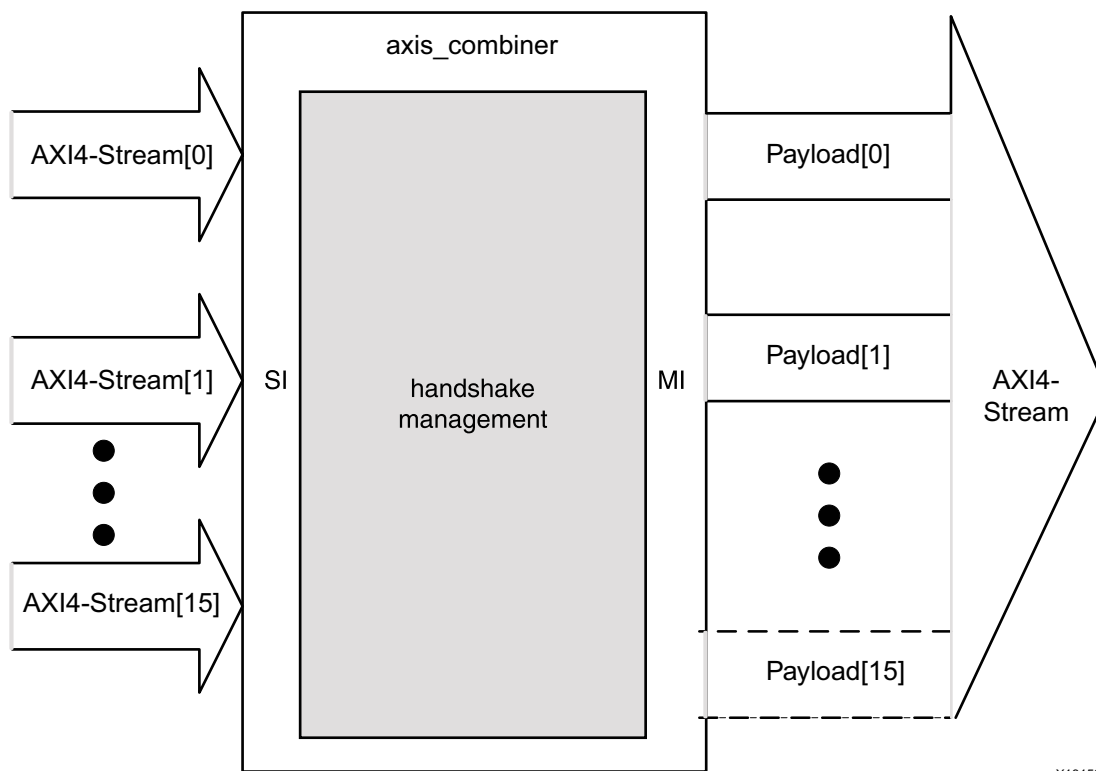 axis_combiner
AXI4-Stream[0]
Payload[0]
AXI4-Stream[1]
SI
handshake
management
MI
Payload[1]
AXI4-
Stream
AXI4-Stream[15]
Payload[15]